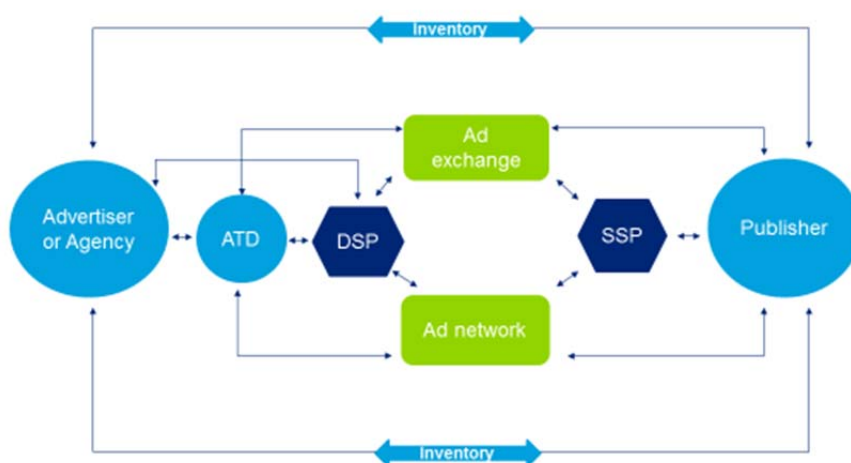 Inventory
Ad
exchange
Advertiser
or Agency
ATD
DSP
SSP
Publisher
Ad network
Inventory